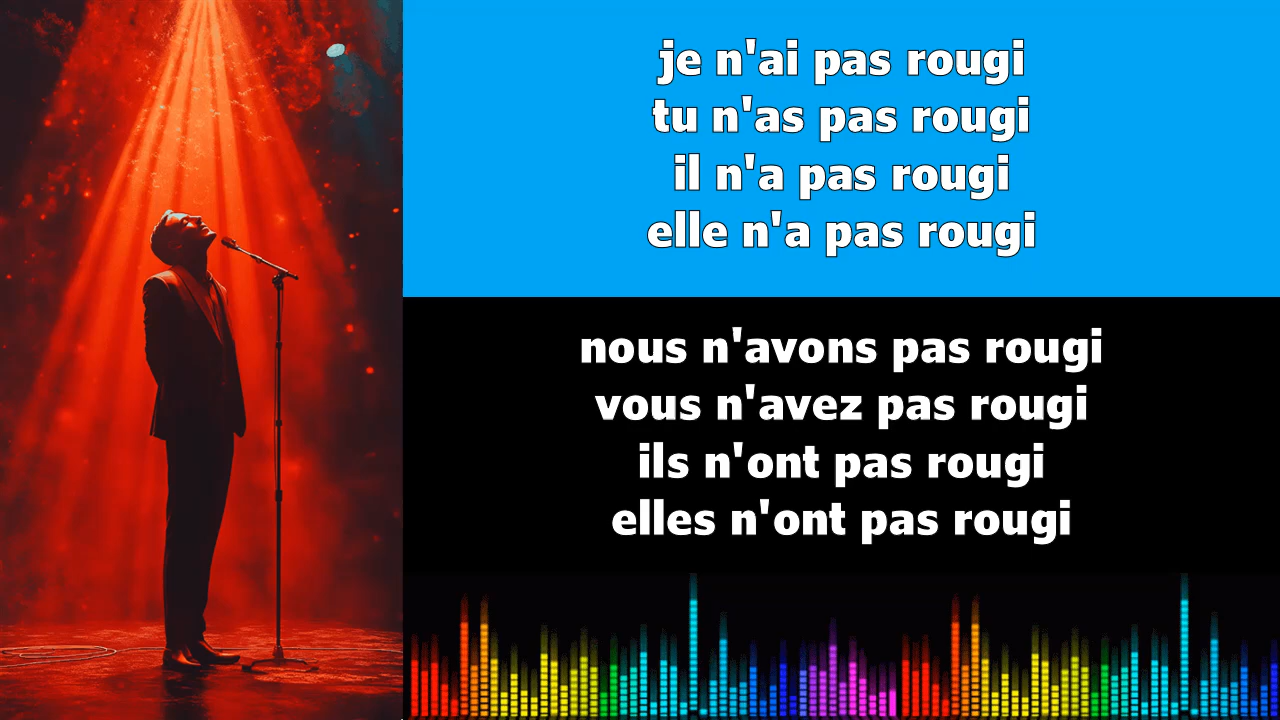 je n'ai pas rougi
tu n'as pas rougi
il n'a pas rougi
elle n'a pas rougi
nous n'avons pas rougi
vous n'avez pas rougi
ils n'ont pas rougi
elles n'ont pas rougi